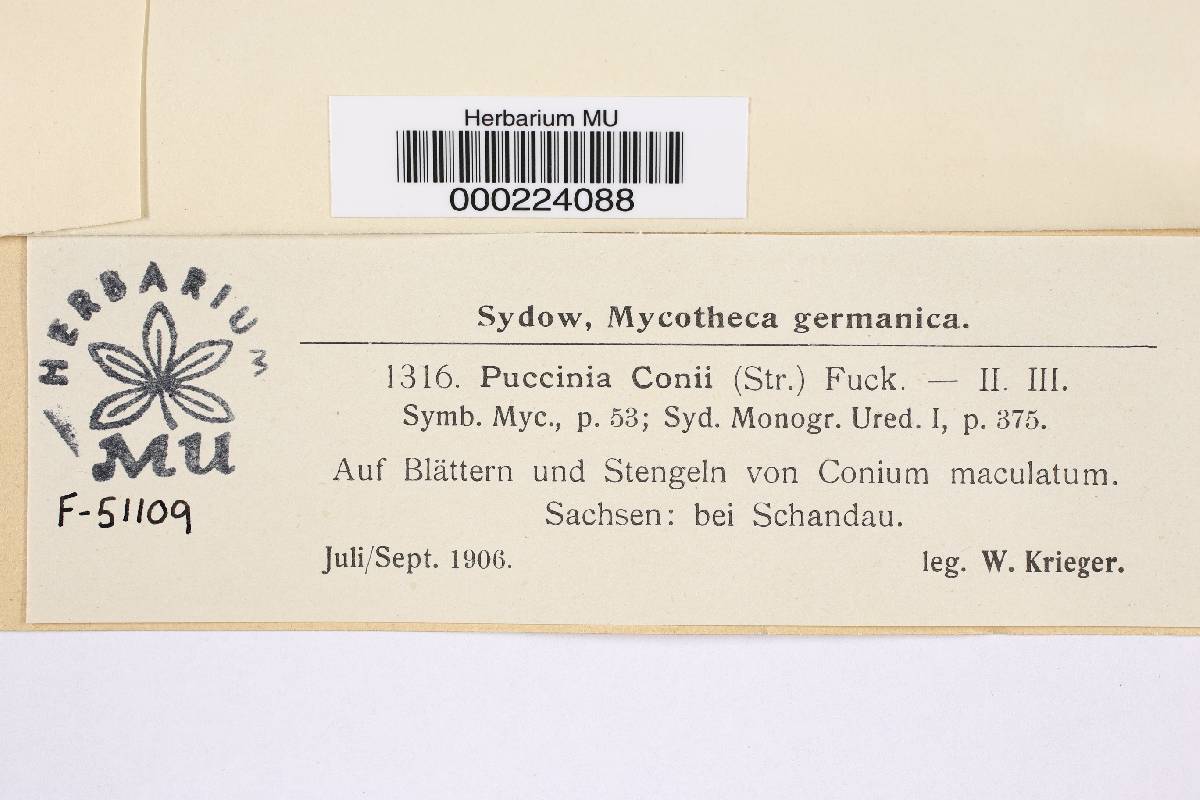 Herbarium MU
000224088
HERBARIUM
MU
F-51109
Sydow, Mycotheca germanica.
1316. Puccinia Conii (Str.) Fuck. — II. III.
Symb. Myc., p. 53; Syd. Monogr. Ured. I, p. 375.
Auf Blättern und Stengeln von Conium maculatum.
Sachsen: bei Schandau.
Juli/Sept. 1906. leg. W. Krieger.